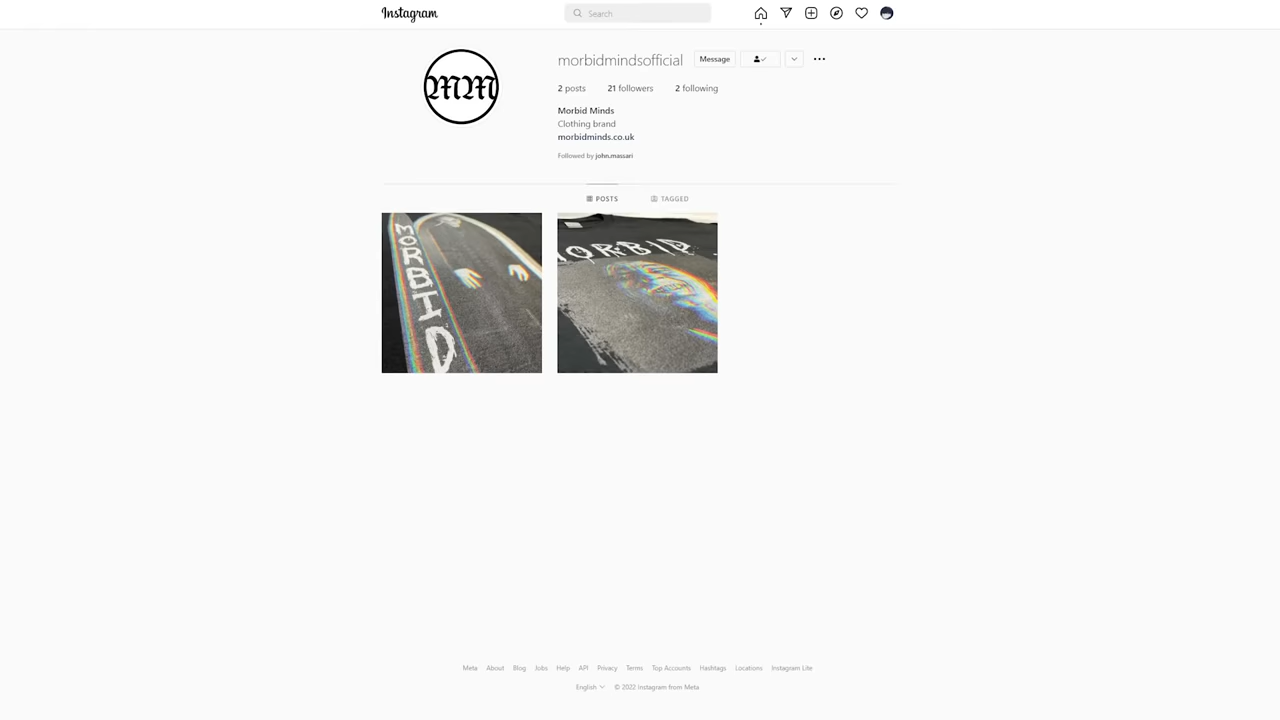 Instagram
Search
MM
morbidmindsofficial Message
2 posts 21 followers 2 following
Morbid Minds
Clothing brand
morbidminds.co.uk
Followed by john.massari
POSTS TAGGED
MORBID
MORBID
Meta About Blog Jobs Help API Privacy Terms Top Accounts Hashtags Locations Instagram Lite
English © 2022 Instagram from Meta